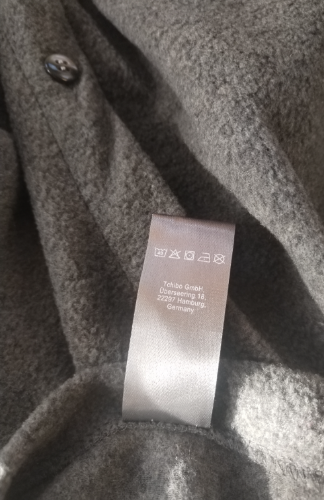 Tchibo GmbH,
Überseering 18,
22297 Hamburg,
Germany